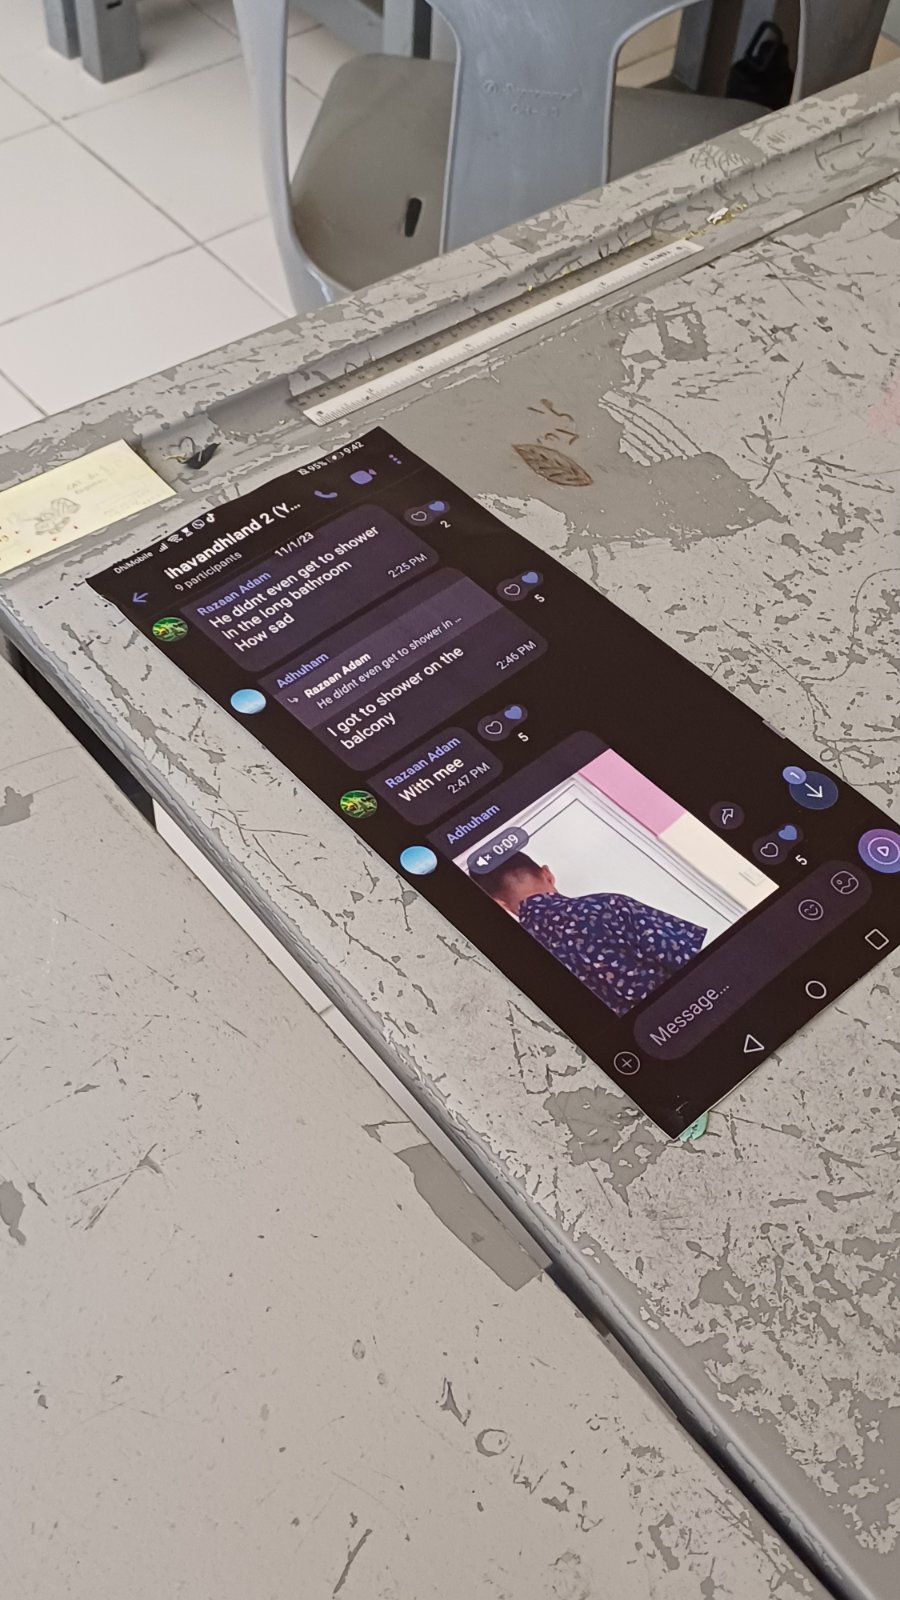 DhiMobile
95%
9:42
Ihavandhland 2 (Y...
9 participants
11/1/23
Razaan Adam
He didnt even get to shower
In the long bathroom
How sad
2:25 PM
2
Adhuham
Razaan Adam
He didnt even get to shower in ...
I got to shower on the
balcony
2:46 PM
5
Razaan Adam
With mee
2:47 PM
5
Adhuham
0:09
5
1
Message...